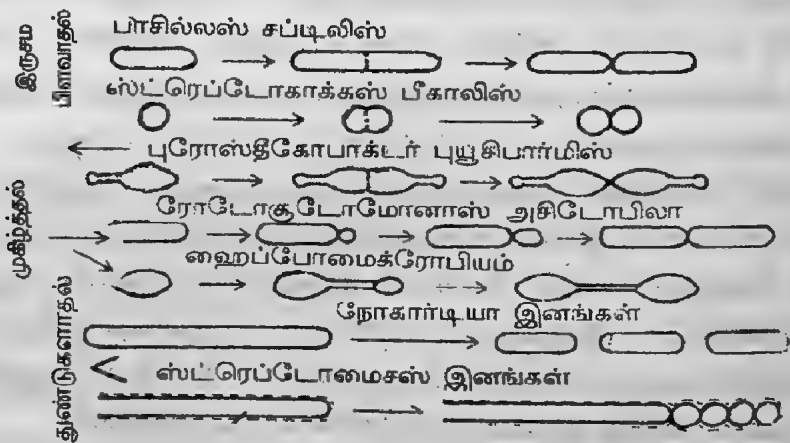 இருசம
பிளவாதல்
பாசில்லஸ் சப்டிலிஸ்
ஸ்ட்ரெப்டோகாக்கஸ் பீகாலிஸ்
புரோஸ்தீகோபாக்டர் புயூசிபார்மிஸ்
முகிழ்த்தல்
ரோடோசூடோமோனாஸ் அசிடோபிலா
ஹைப்போமைக்ரோபியம்
துண்டுகளாதல்
நோகார்டியா இனங்கள்
ஸ்ட்ரெப்டோமைசஸ் இனங்கள்